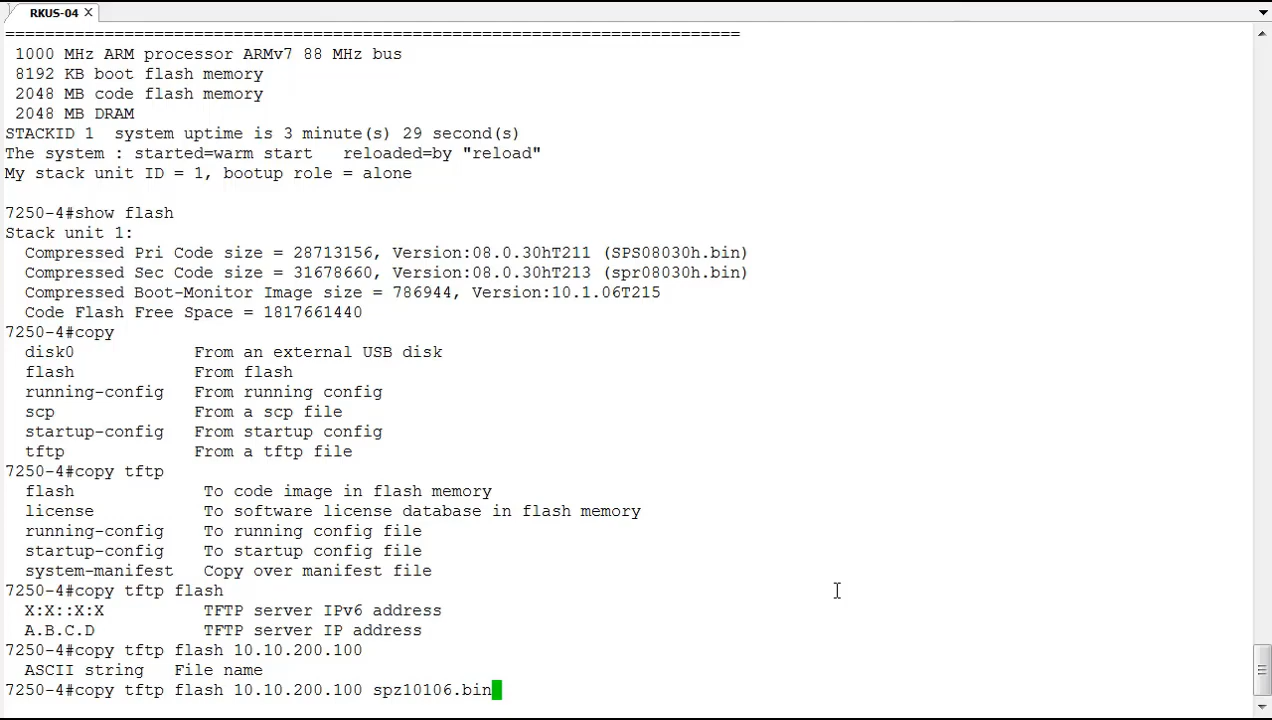 RKUS-04
==========================================================================
1000 MHz ARM processor ARMv7 88 MHz bus
8192 KB boot flash memory
2048 MB code flash memory
2048 MB DRAM
STACKID 1  system uptime is 3 minute(s) 29 second(s)
The system : started=warm start   reloaded=by "reload"
My stack unit ID = 1, bootup role = alone
7250-4#show flash
Stack unit 1:
  Compressed Pri Code size = 28713156, Version:08.0.30hT211 (SPS08030h.bin)
  Compressed Sec Code size = 31678660, Version:08.0.30hT213 (spr08030h.bin)
  Compressed Boot-Monitor Image size = 786944, Version:10.1.06T215
  Code Flash Free Space = 1817661440
7250-4#copy
  disk0            From an external USB disk
  flash            From flash
  running-config   From running config
  scp              From a scp file
  startup-config   From startup config
  tftp             From a tftp file
7250-4#copy tftp
  flash             To code image in flash memory
  license           To software license database in flash memory
  running-config    To running config file
  startup-config    To startup config file
  system-manifest   Copy over manifest file
7250-4#copy tftp flash
  X:X::X:X          TFTP server IPv6 address
  A.B.C.D           TFTP server IP address
7250-4#copy tftp flash 10.10.200.100
  ASCII string   File name
7250-4#copy tftp flash 10.10.200.100 spz10106.bin